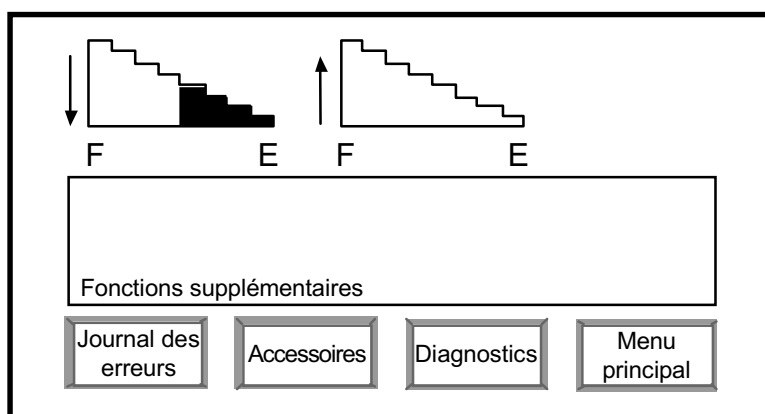 F E F E
Fonctions supplémentaires
Journal des
erreurs
Accessoires
Diagnostics
Menu
principal